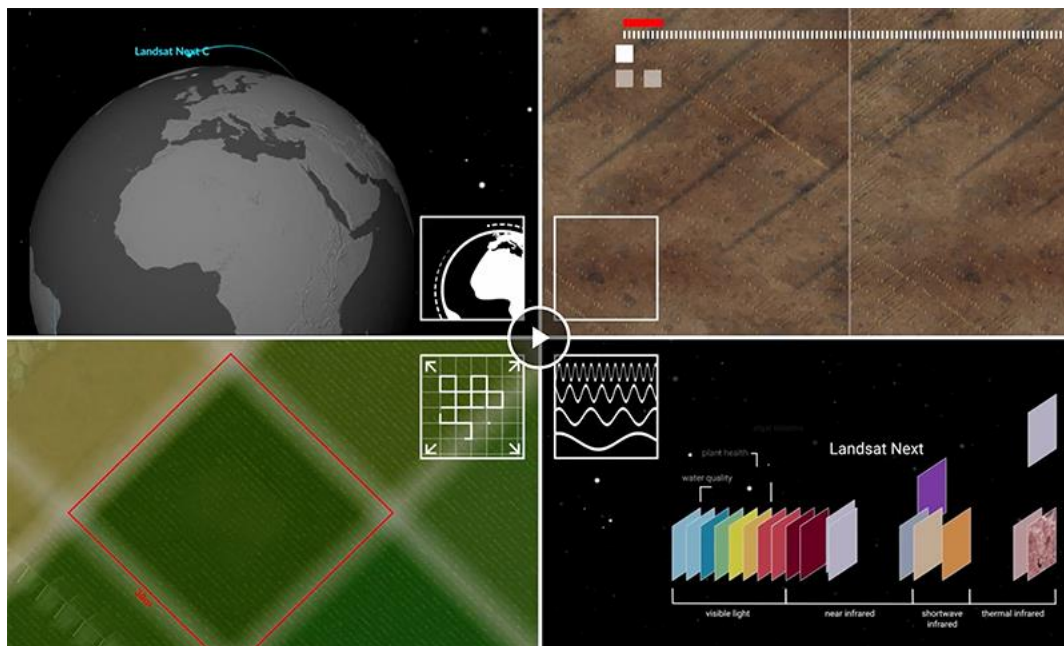 Landsat Next C
Landsat Next
plant health
water quality
visible light
near infrared
shortwave
infrared
thermal infrared